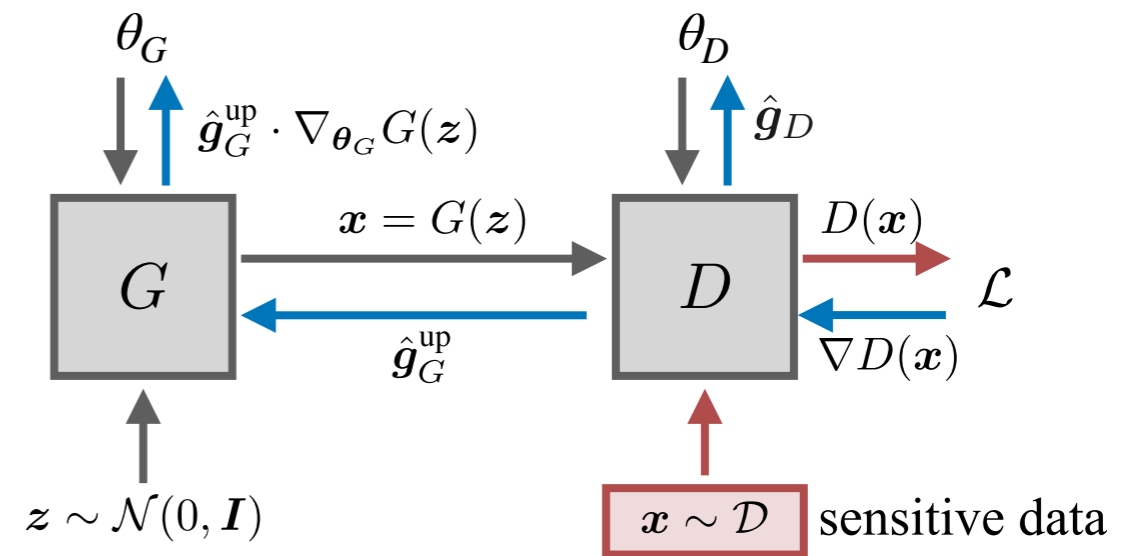 θ_G
θ_D
ĝ_G^up · ∇_{θ_G} G(z)
ĝ_D
x = G(z)
D(x)
G
D
ℒ
ĝ_G^up
∇D(x)
z ∼ 𝒩(0, I)
x ∼ 𝒟 sensitive data